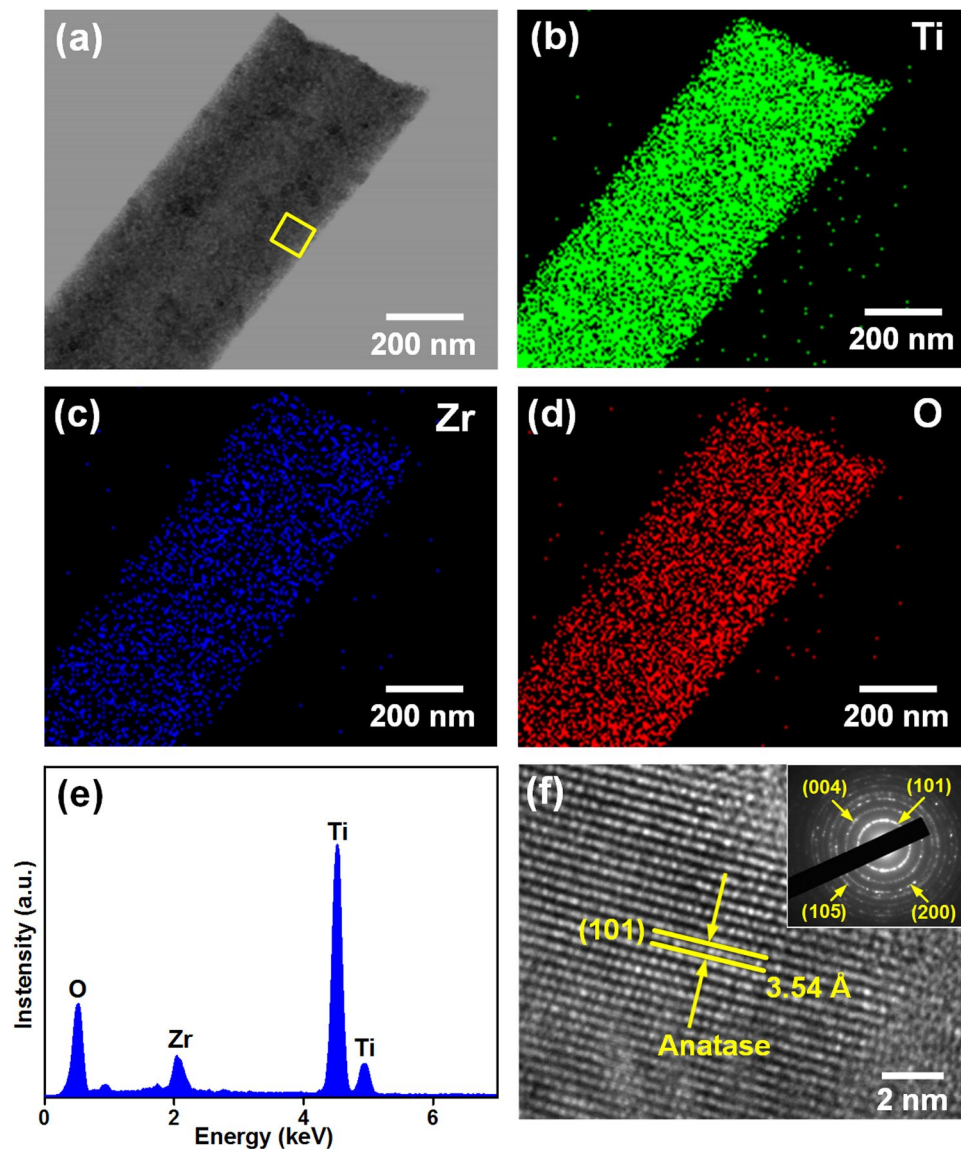 (a)
200 nm
(b)
Ti
200 nm
(c)
Zr
200 nm
(d)
O
200 nm
(e)
Instensity (a.u.)
O
Zr
Ti
Ti
0
2
4
6
Energy (keV)
(f)
(004)
(101)
(105)
(200)
(101)
3.54 Å
Anatase
2 nm